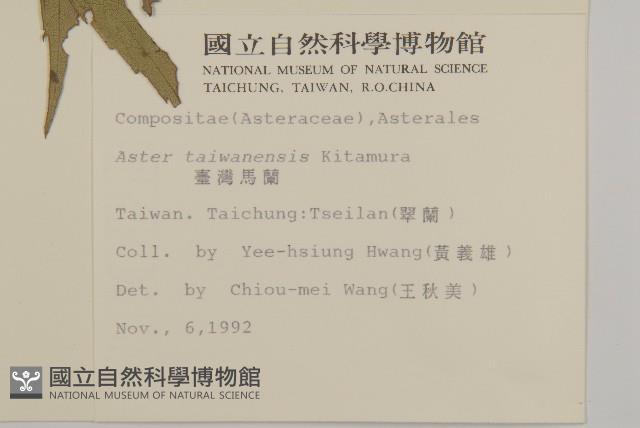 國立自然科學博物館
NATIONAL MUSEUM OF NATURAL SCIENCE
TAICHUNG, TAIWAN, R.O.CHINA
Compositae(Asteraceae),Asterales
Aster taiwanensis Kitamura
臺灣馬蘭
Taiwan. Taichung:Tseilan(翠蘭)
Coll. by Yee-hsiung Hwang(黃義雄)
Det. by Chiou-mei Wang(王秋美)
Nov., 6,1992
國立自然科學博物館
NATIONAL MUSEUM OF NATURAL SCIENCE